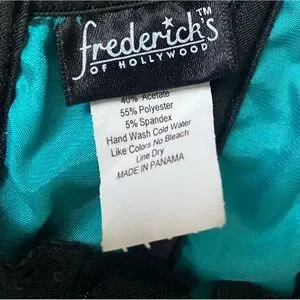 frederick's™
OF HOLLYWOOD
40% Acetate
55% Polyester
5% Spandex
Hand Wash Cold Water
Like Colors No Bleach
Line Dry
MADE IN PANAMA